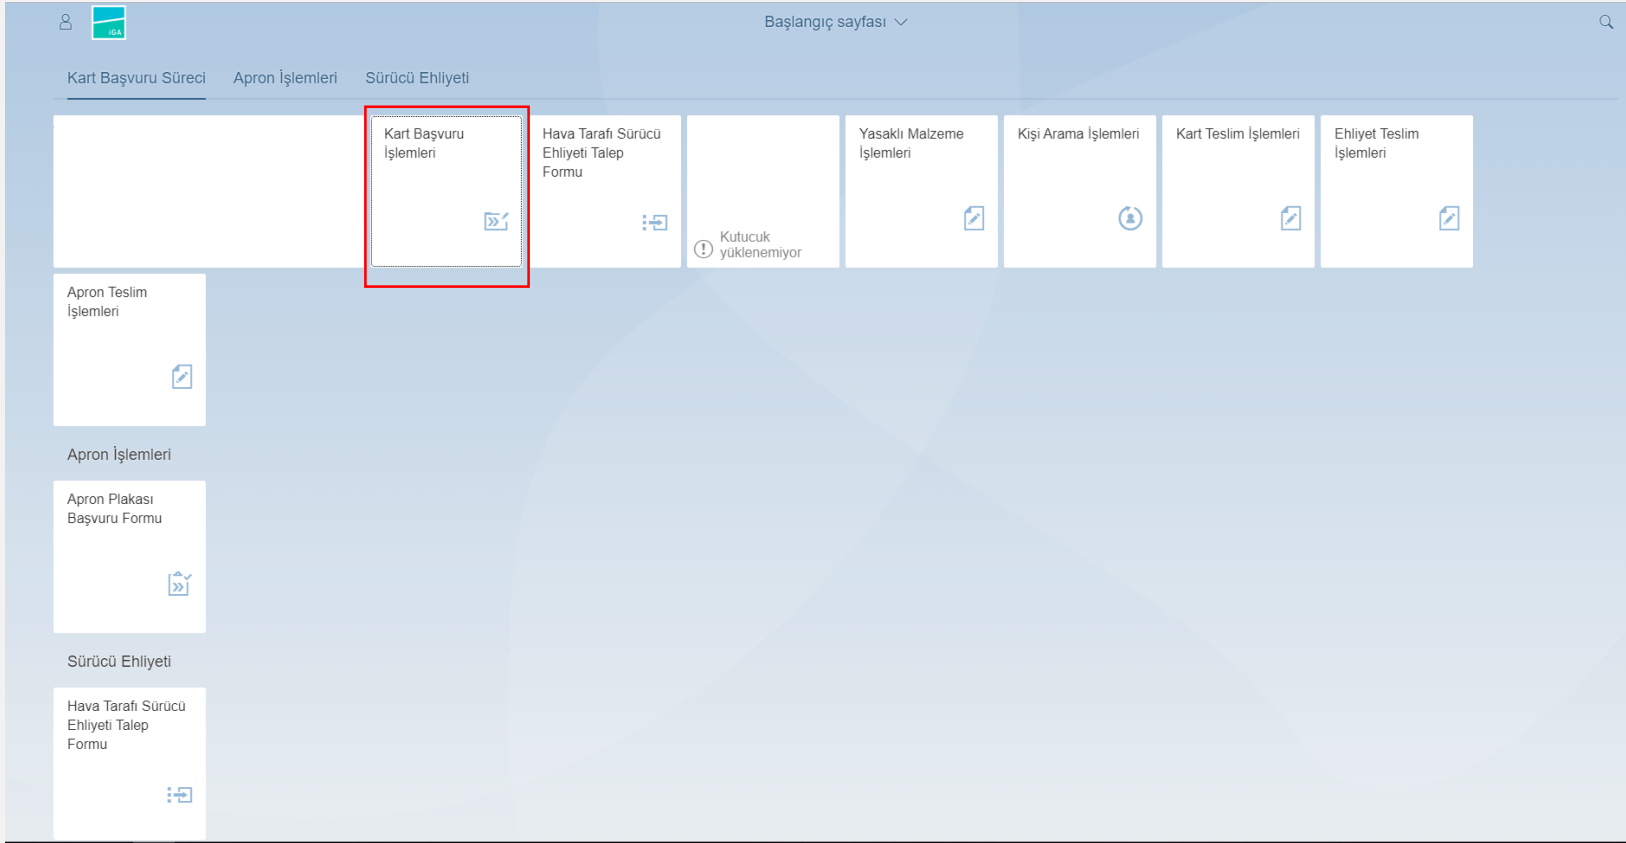 iGA
Başlangıç sayfası
Kart Başvuru Süreci
Apron İşlemleri
Sürücü Ehliyeti
Kart Başvuru
İşlemleri
Hava Tarafı Sürücü
Ehliyeti Talep
Formu
Kutucuk
yüklenemiyor
Yasaklı Malzeme
İşlemleri
Kişi Arama İşlemleri
Kart Teslim İşlemleri
Ehliyet Teslim
İşlemleri
Apron Teslim
İşlemleri
Apron İşlemleri
Apron Plakası
Başvuru Formu
Sürücü Ehliyeti
Hava Tarafı Sürücü
Ehliyeti Talep
Formu